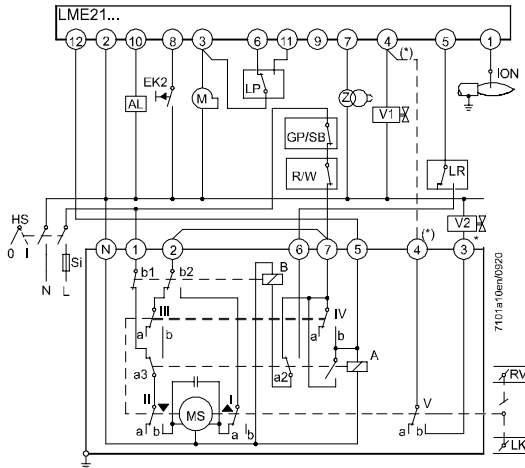 LME21...
12 2 10 8 3 6 11 9 7 4 (*) 5 1
EK2
ION
AL
M
LP
Z
V1
GP/SB
R/W
LR
HS
V2
0 I
Si
N 1 2 6 7 5 4 (*) 3 *
N L
b1 b2
B
III
IV
a b
a b
A
a3
a2
II
I
V
MS
a b
a b
a b
RV
LK
7101a10en/0920